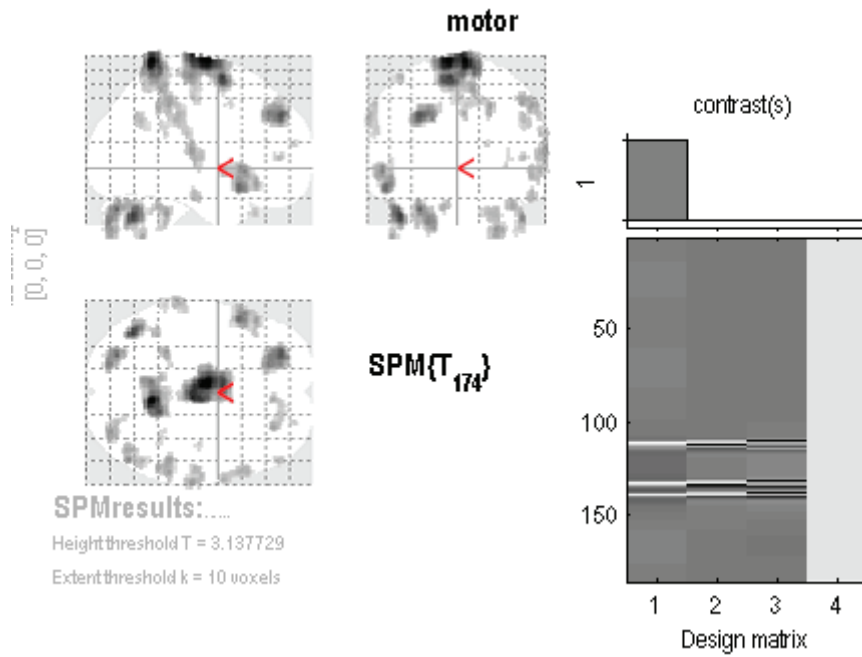 motor
contrast(s)
1
[0, 0, 0]
SPM{T174}
50
100
150
1 2 3 4
Design matrix
SPMresults:.....
Height threshold T = 3.137729
Extent threshold k = 10 voxels